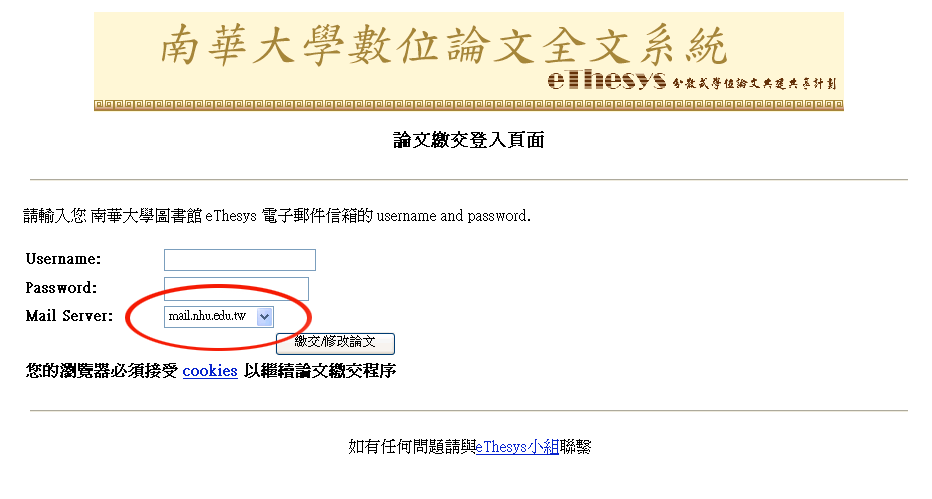 南華大學數位論文全文系統
eThesys 分散式學位論文共建共享計劃
論文繳交登入頁面
請輸入您 南華大學圖書館 eThesys 電子郵件信箱的 username and password.
Username:
Password:
Mail Server: mail.nhu.edu.tw
繳交/修改論文
您的瀏覽器必須接受 cookies 以繼續論文繳交程序
如有任何問題請與eThesys小組聯繫